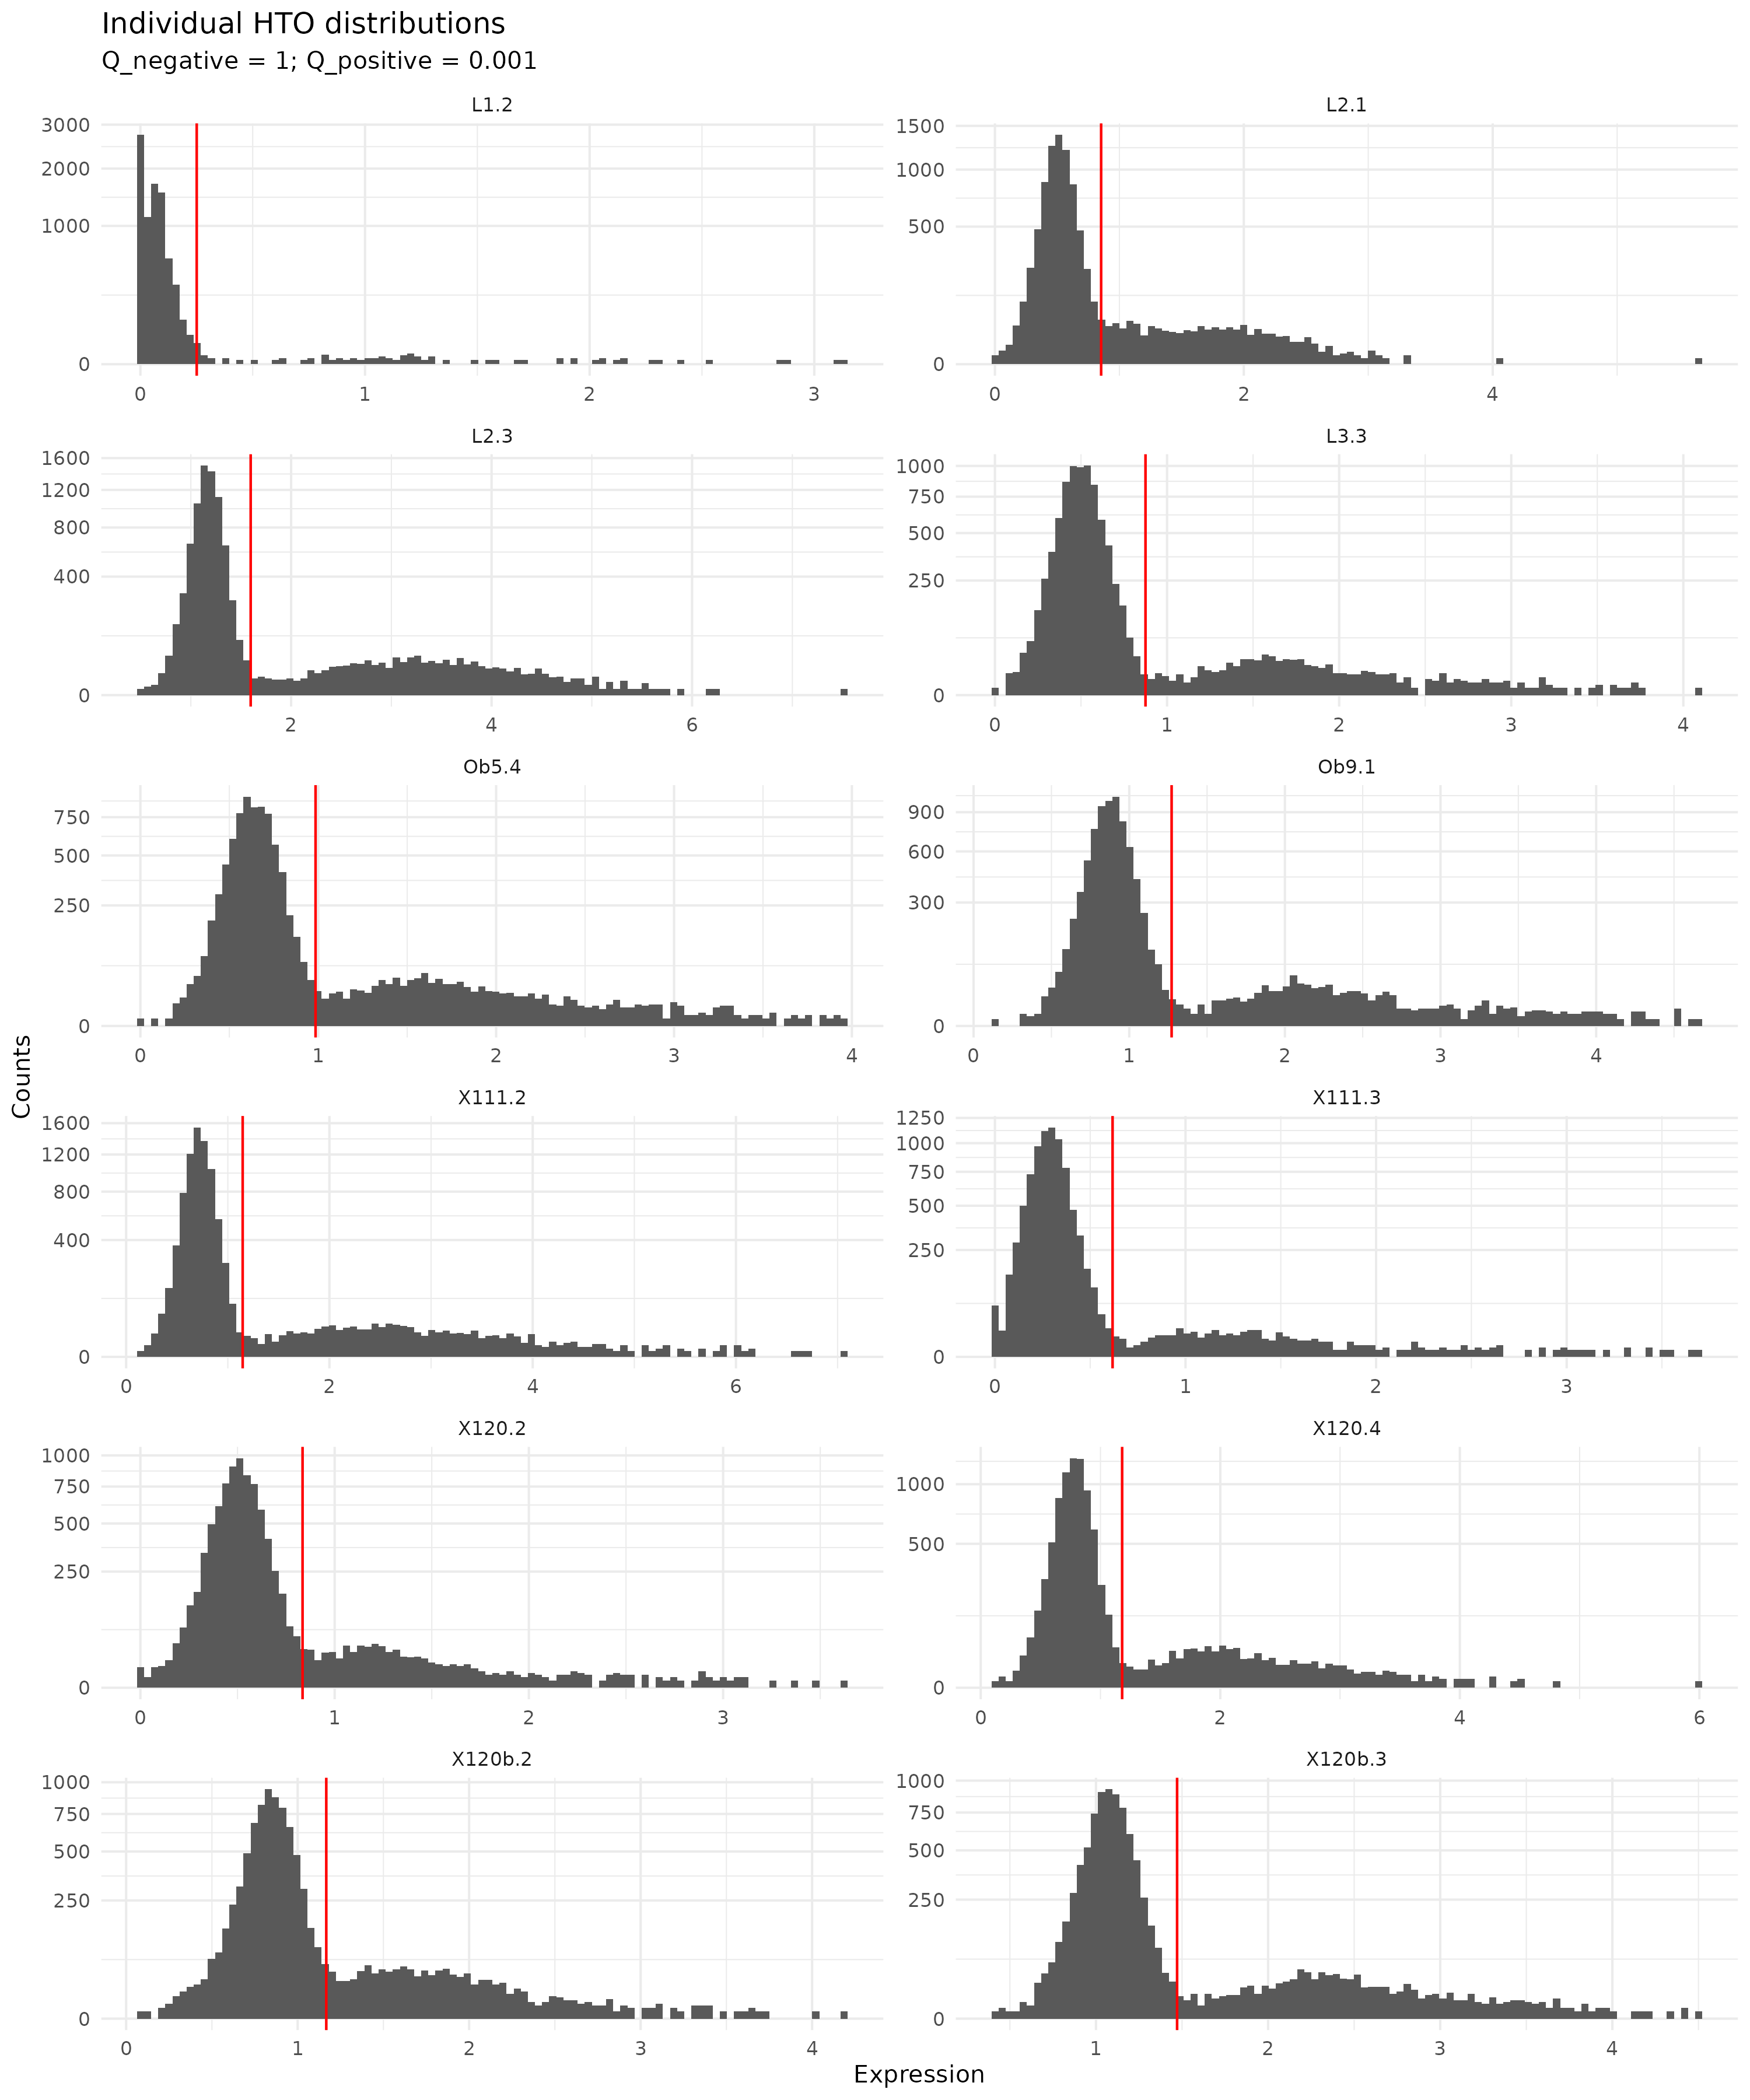 Individual HTO distributions
Q_negative = 1; Q_positive = 0.001
L1.2 L2.1
3000 1500
2000 1000
1000 500
0 0
0 1 2 3 0 2 4
L2.3 L3.3
1600 1000
1200 750
800 500
400 250
0 0
2 4 6 0 1 2 3 4
Ob5.4 Ob9.1
750 900
500 600
250 300
0 0
0 1 2 3 4 0 1 2 3 4
Counts
X111.2 X111.3
1600 1250
1200 1000
800 750
400 500
0 250
0
0 2 4 6 0 1 2 3
X120.2 X120.4
1000 1000
750 500
500 0
250
0
0 1 2 3 0 2 4 6
X120b.2 X120b.3
1000 1000
750 750
500 500
250 250
0 0
0 1 2 3 4 1 2 3 4
Expression